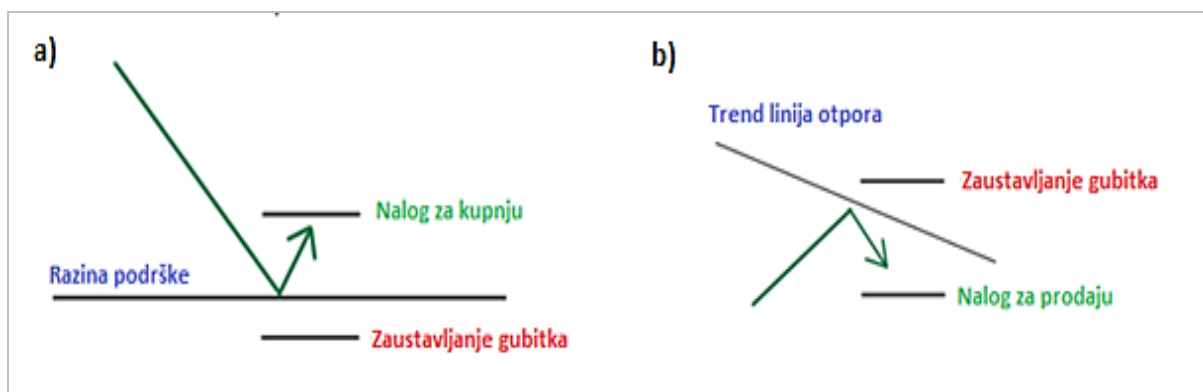 a)
Nalog za kupnju
Razina podrške
Zaustavljanje gubitka
b)
Trend linija otpora
Zaustavljanje gubitka
Nalog za prodaju